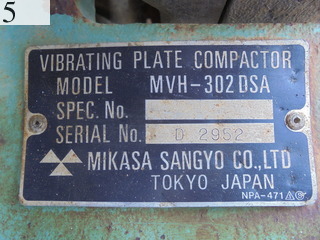 5
VIBRATING PLATE COMPACTOR
MODEL MVH-302DSA
SPEC. No.
SERIAL No. D 2952
MIKASA SANGYO CO., LTD
TOKYO JAPAN
NPA-471